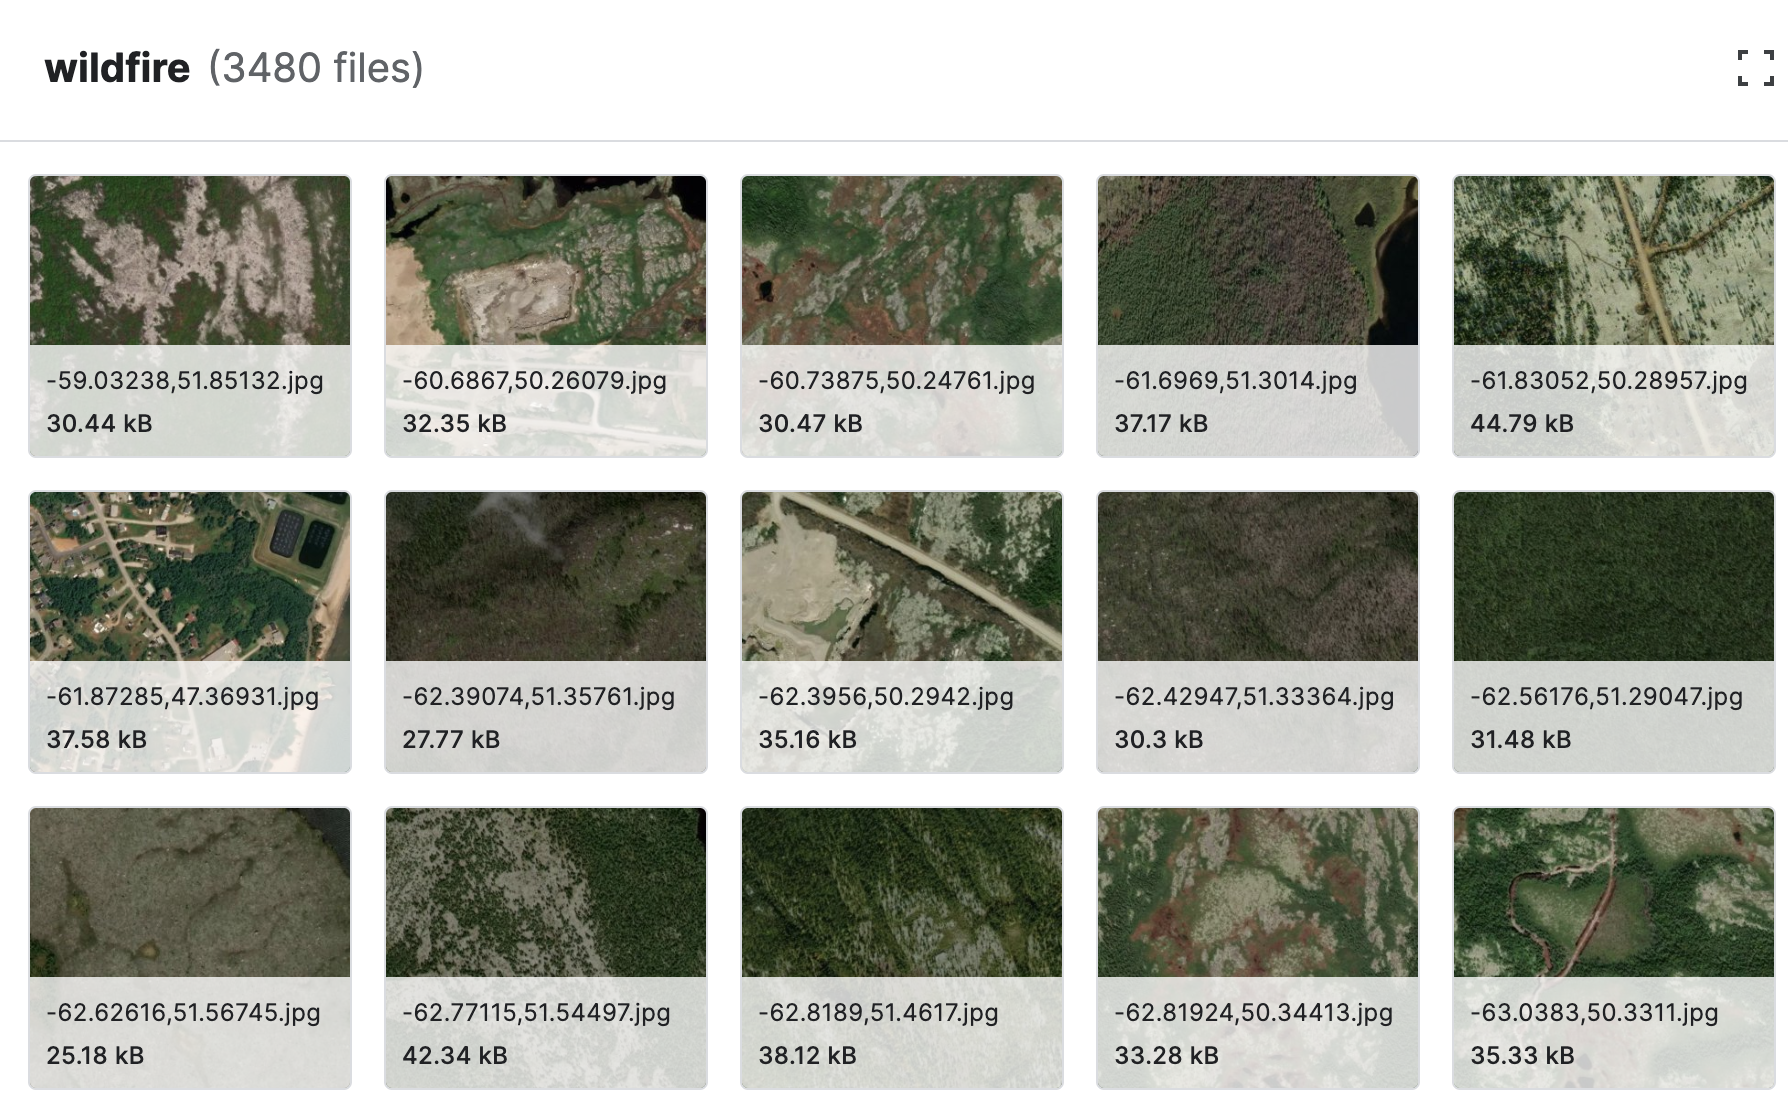 wildfire (3480 files)
-59.03238,51.85132.jpg
30.44 kB
-60.6867,50.26079.jpg
32.35 kB
-60.73875,50.24761.jpg
30.47 kB
-61.6969,51.3014.jpg
37.17 kB
-61.83052,50.28957.jpg
44.79 kB
-61.87285,47.36931.jpg
37.58 kB
-62.39074,51.35761.jpg
27.77 kB
-62.3956,50.2942.jpg
35.16 kB
-62.42947,51.33364.jpg
30.3 kB
-62.56176,51.29047.jpg
31.48 kB
-62.62616,51.56745.jpg
25.18 kB
-62.77115,51.54497.jpg
42.34 kB
-62.8189,51.4617.jpg
38.12 kB
-62.81924,50.34413.jpg
33.28 kB
-63.0383,50.3311.jpg
35.33 kB